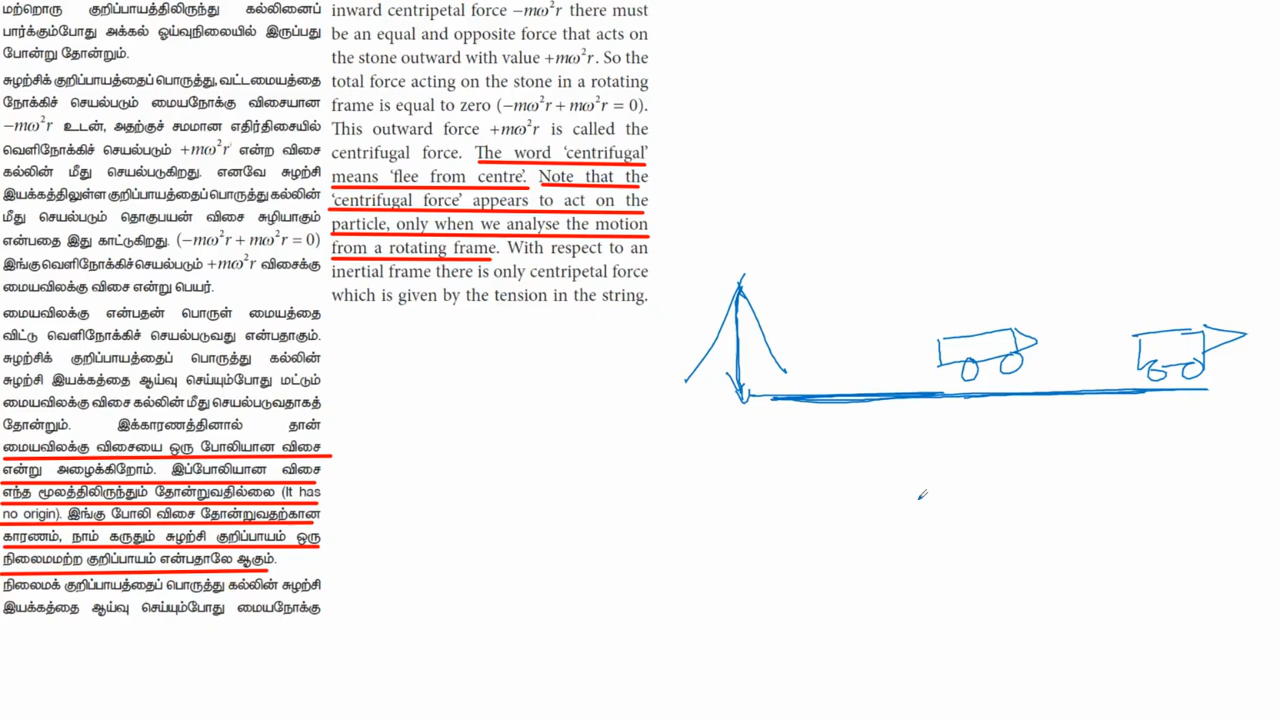 மற்றொரு குறிப்பாயத்திலிருந்து கல்லினைப்
பார்க்கும்போது அக்கல் ஓய்வுநிலையில் இருப்பது
போன்று தோன்றும்.
சுழற்சிக் குறிப்பாயத்தைப் பொருத்து, வட்டமையத்தை
நோக்கிச் செயல்படும் மையநோக்கு விசையான
−mω²r உடன், அதற்குச் சமமான எதிர்திசையில்
வெளிநோக்கிச் செயல்படும் +mω²r என்ற விசை
கல்லின் மீது செயல்படுகிறது. எனவே சுழற்சி
இயக்கத்திலுள்ள குறிப்பாயத்தைப் பொருத்து கல்லின்
மீது செயல்படும் தொகுபயன் விசை சுழியாகும்
என்பதை இது காட்டுகிறது. (−mω²r + mω²r = 0)
இங்கு வெளிநோக்கிச் செயல்படும் +mω²r விசைக்கு
மையவிலக்கு விசை என்று பெயர்.
மையவிலக்கு என்பதன் பொருள் மையத்தை
விட்டு வெளிநோக்கிச் செயல்படுவது என்பதாகும்.
சுழற்சிக் குறிப்பாயத்தைப் பொருத்து கல்லின்
சுழற்சி இயக்கத்தை ஆய்வு செய்யும்போது மட்டும்
மையவிலக்கு விசை கல்லின் மீது செயல்படுவதாகத்
தோன்றும். இக்காரணத்தினால் தான்
மையவிலக்கு விசையை ஒரு போலியான விசை
என்று அழைக்கிறோம். இப்போலியான விசை
எந்த மூலத்திலிருந்தும் தோன்றுவதில்லை (It has
no origin). இங்கு போலி விசை தோன்றுவதற்கான
காரணம், நாம் கருதும் சுழற்சி குறிப்பாயம் ஒரு
நிலைமமற்ற குறிப்பாயம் என்பதாலே ஆகும்.
நிலைமக் குறிப்பாயத்தைப் பொருத்து கல்லின் சுழற்சி
இயக்கத்தை ஆய்வு செய்யும்போது மையநோக்கு
inward centripetal force −mω²r there must
be an equal and opposite force that acts on
the stone outward with value +mω²r. So the
total force acting on the stone in a rotating
frame is equal to zero (−mω²r + mω²r = 0).
This outward force +mω²r is called the
centrifugal force. The word ‘centrifugal’
means ‘flee from centre’. Note that the
‘centrifugal force’ appears to act on the
particle, only when we analyse the motion
from a rotating frame. With respect to an
inertial frame there is only centripetal force
which is given by the tension in the string.